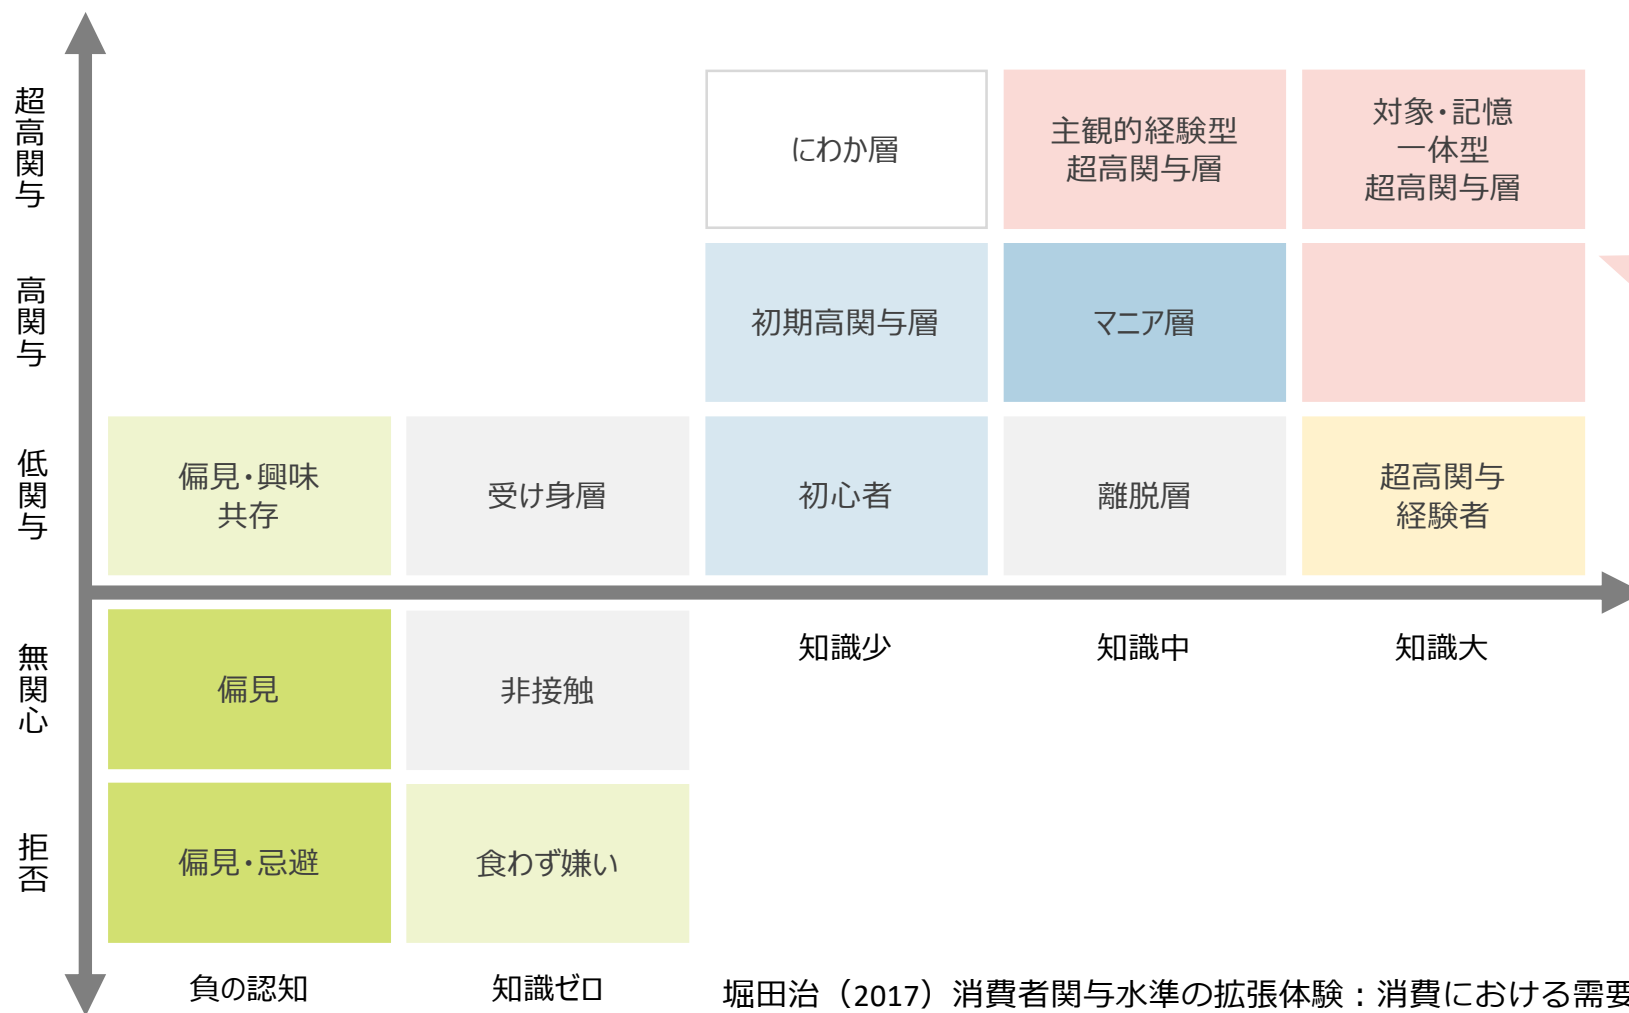 超高関与
にわか層
主観的経験型
超高関与層
対象・記憶
一体型
超高関与層
高関与
初期高関与層
マニア層
低関与
偏見・興味
共存
受け身層
初心者
離脱層
超高関与
経験者
知識少
知識中
知識大
無関心
偏見
非接触
拒否
偏見・忌避
食わず嫌い
負の認知
知識ゼロ
堀田治（2017）消費者関与水準の拡張体験：消費における需要